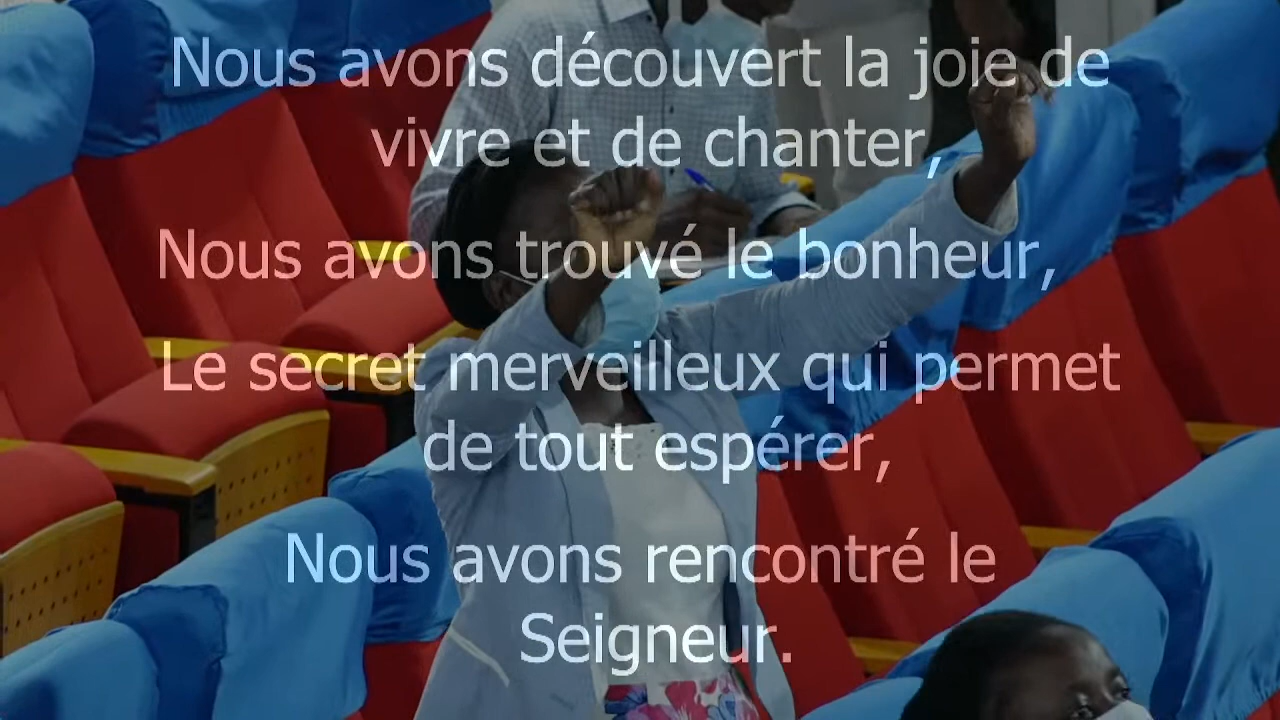 Nous avons découvert la joie de
vivre et de chanter,
Nous avons trouvé le bonheur,
Le secret merveilleux qui permet
de tout espérer,
Nous avons rencontré le
Seigneur.